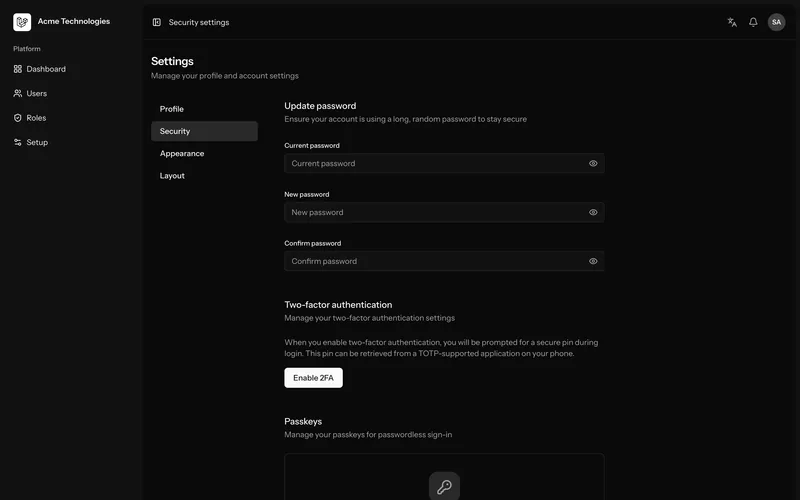 Acme Technologies
Platform
Dashboard
Users
Roles
Setup
Security settings
SA
Settings
Manage your profile and account settings
Profile
Security
Appearance
Layout
Update password
Ensure your account is using a long, random password to stay secure
Current password
Current password
New password
New password
Confirm password
Confirm password
Two-factor authentication
Manage your two-factor authentication settings
When you enable two-factor authentication, you will be prompted for a secure pin during
login. This pin can be retrieved from a TOTP-supported application on your phone.
Enable 2FA
Passkeys
Manage your passkeys for passwordless sign-in